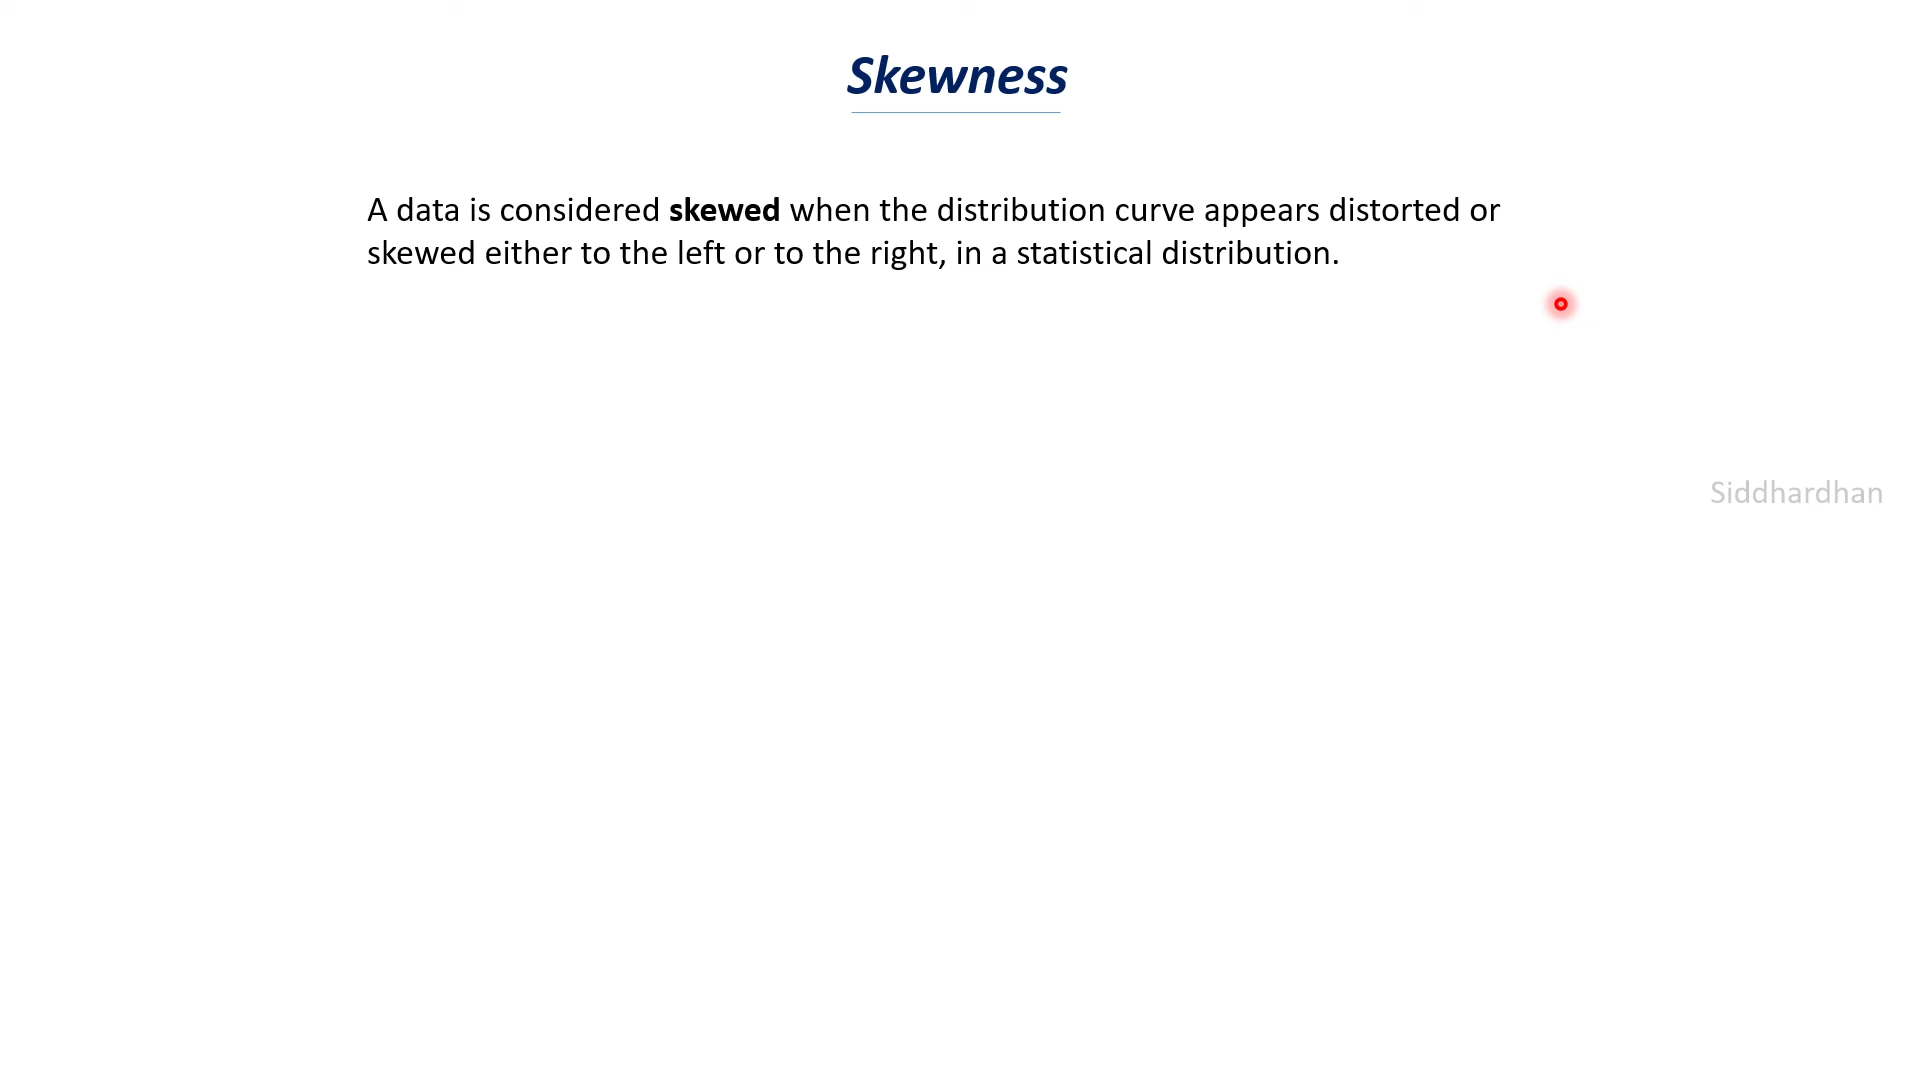 Skewness
A data is considered skewed when the distribution curve appears distorted or
skewed either to the left or to the right, in a statistical distribution.
Siddhardhan